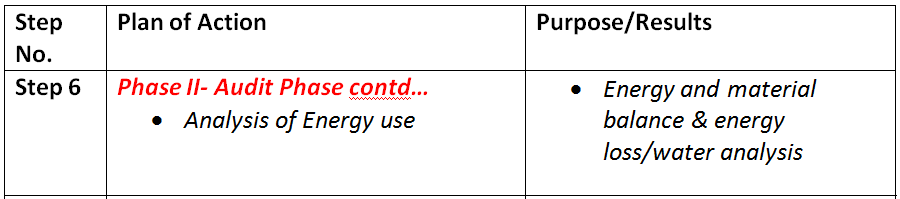 Step No. Plan of Action Purpose/Results
Step 6 Phase II- Audit Phase contd...
• Analysis of Energy use
• Energy and material
balance & energy
loss/water analysis